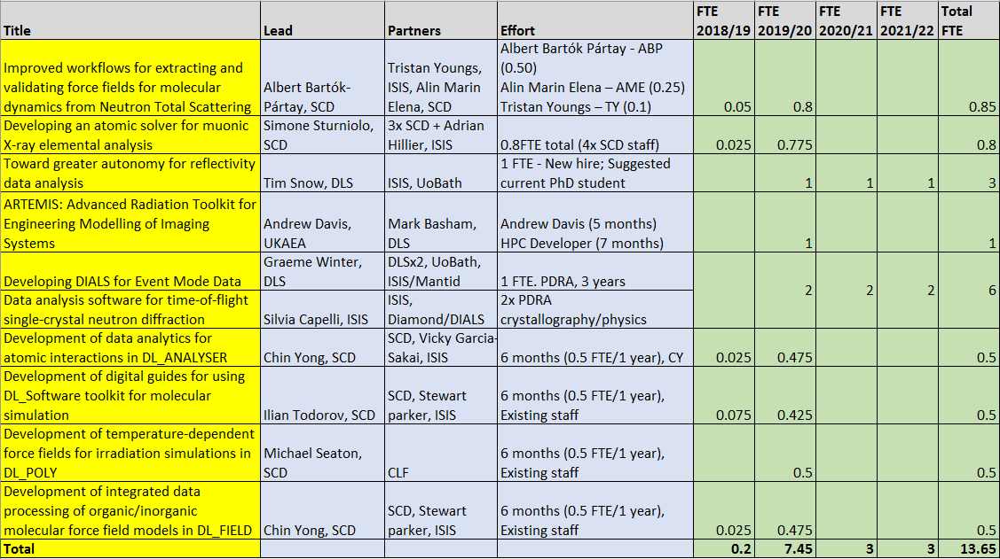 Title Lead Partners Effort FTE 2018/19 FTE 2019/20 FTE 2020/21 FTE 2021/22 Total FTE
Improved workflows for extracting and
validating force fields for molecular
dynamics from Neutron Total Scattering
Albert Bartók-
Pártay, SCD
Tristan Youngs,
ISIS, Alin Marin
Elena, SCD
Albert Bartók Pártay - ABP
(0.50)
Alin Marin Elena – AME (0.25)
Tristan Youngs – TY (0.1)
0.05 0.8 0.85
Developing an atomic solver for muonic
X-ray elemental analysis
Simone Sturniolo,
SCD
3x SCD + Adrian
Hillier, ISIS
0.8FTE total (4x SCD staff)
0.025 0.775 0.8
Toward greater autonomy for reflectivity
data analysis
Tim Snow, DLS
ISIS, UoBath
1 FTE - New hire; Suggested
current PhD student
1 1 1 3
ARTEMIS: Advanced Radiation Toolkit for
Engineering Modelling of Imaging
Systems
Andrew Davis,
UKAEA
Mark Basham,
DLS
Andrew Davis (5 months)
HPC Developer (7 months)
1 1
Developing DIALS for Event Mode Data
Graeme Winter,
DLS
DLSx2, UoBath,
ISIS/Mantid
1 FTE. PDRA, 3 years
2 2 2 6
Data analysis software for time-of-flight
single-crystal neutron diffraction
Silvia Capelli, ISIS
ISIS,
Diamond/DIALS
2x PDRA
crystallography/physics
Development of data analytics for
atomic interactions in DL_ANALYSER
Chin Yong, SCD
SCD, Vicky Garcia-
Sakai, ISIS
6 months (0.5 FTE/1 year), CY
0.025 0.475 0.5
Development of digital guides for using
DL_Software toolkit for molecular
simulation
Ilian Todorov, SCD
SCD, Stewart
parker, ISIS
6 months (0.5 FTE/1 year),
Existing staff
0.075 0.425 0.5
Development of temperature-dependent
force fields for irradiation simulations in
DL_POLY
Michael Seaton,
SCD
CLF
6 months (0.5 FTE/1 year),
Existing staff
0.5 0.5
Development of integrated data
processing of organic/inorganic
molecular force field models in DL_FIELD
Chin Yong, SCD
SCD, Stewart
parker, ISIS
6 months (0.5 FTE/1 year),
Existing staff
0.025 0.475 0.5
Total 0.2 7.45 3 3 13.65